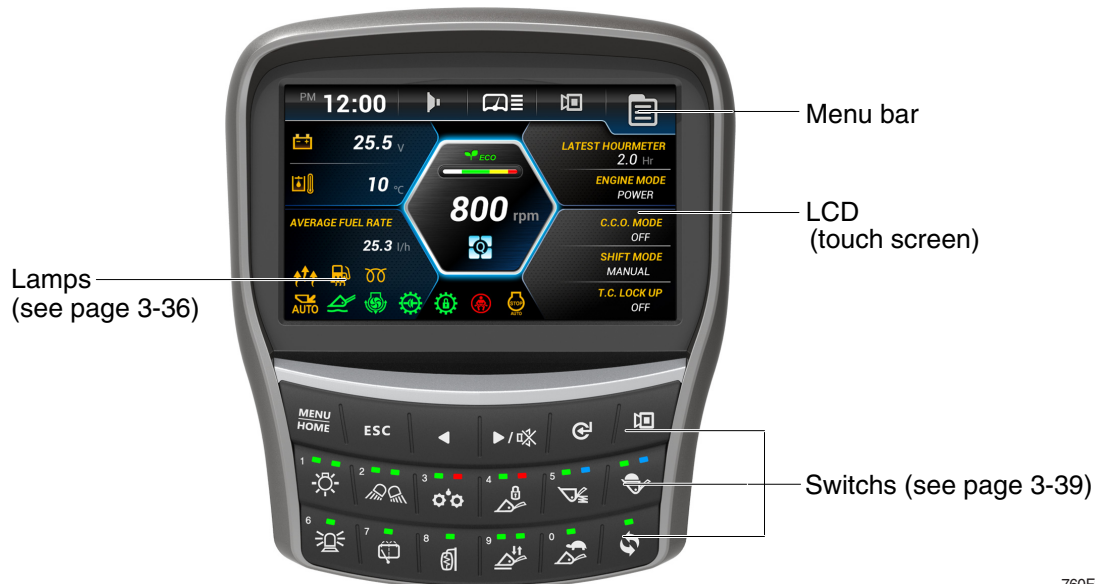 PM 12:00
25.5 V
10 ℃
AVERAGE FUEL RATE
25.3 l/h
AUTO
STOP
AUTO
ECO
800 rpm
Q
LATEST HOURMETER
2.0 Hr
ENGINE MODE
POWER
C.C.O. MODE
OFF
SHIFT MODE
MANUAL
T.C. LOCK UP
OFF
Menu bar
LCD
(touch screen)
Lamps
(see page 3-36)
MENU
HOME
ESC
1
2
3
4
5
6
7
8
9
0
Switchs (see page 3-39)